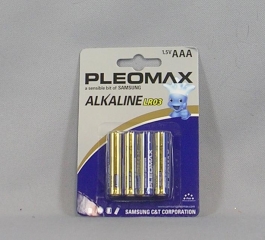 1.5V AAA
PLEOMAX
a sensible bit of SAMSUNG
ALKALINE LR03
SAMSUNG C&T CORPORATION